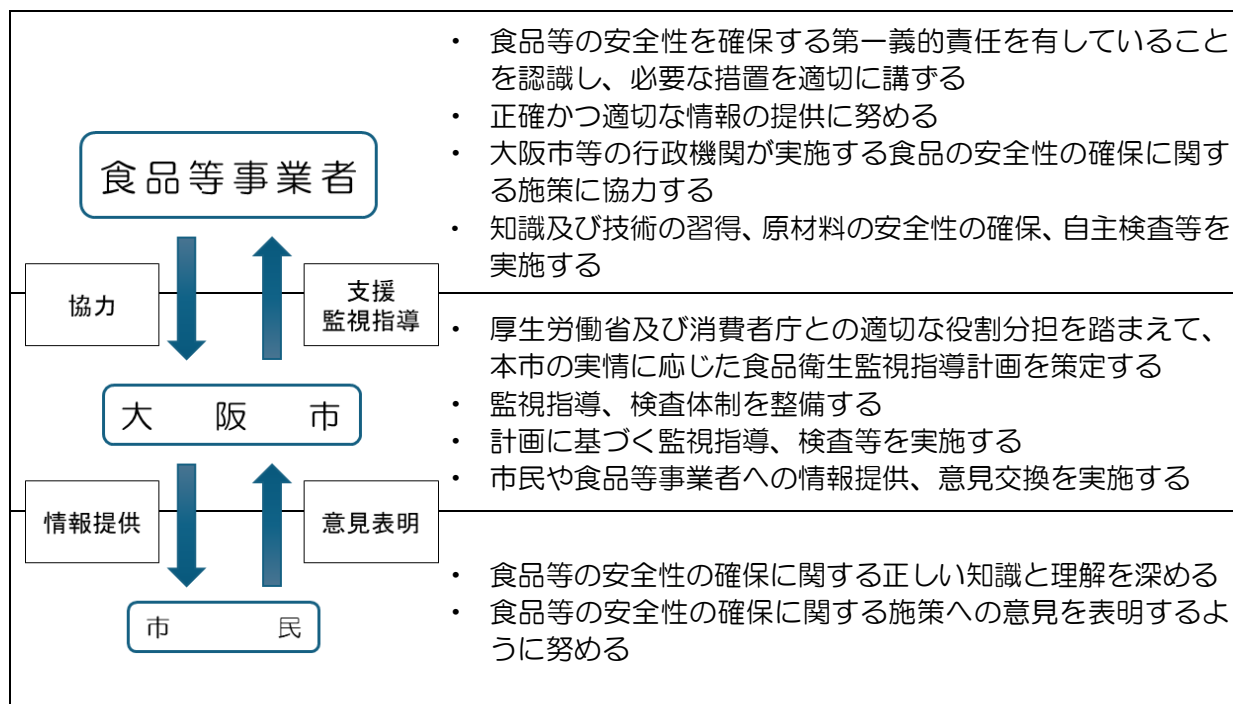 食品等事業者
・ 食品等の安全性を確保する第一義的責任を有していること
を認識し、必要な措置を適切に講ずる
・ 正確かつ適切な情報の提供に努める
・ 大阪市等の行政機関が実施する食品の安全性の確保に関す
る施策に協力する
・ 知識及び技術の習得、原材料の安全性の確保、自主検査等を
実施する
協力
支援
監視指導
大阪市
・ 厚生労働省及び消費者庁との適切な役割分担を踏まえて、
本市の実情に応じた食品衛生監視指導計画を策定する
・ 監視指導、検査体制を整備する
・ 計画に基づく監視指導、検査等を実施する
・ 市民や食品等事業者への情報提供、意見交換を実施する
情報提供
意見表明
市民
・ 食品等の安全性の確保に関する正しい知識と理解を深める
・ 食品等の安全性の確保に関する施策への意見を表明するよ
うに努める